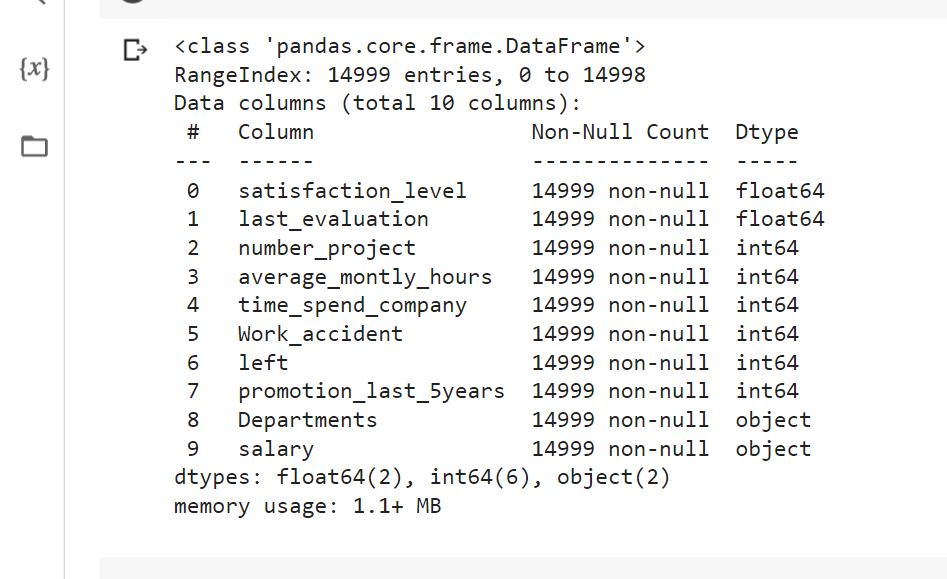 <class 'pandas.core.frame.DataFrame'>
{x}
RangeIndex: 14999 entries, 0 to 14998
Data columns (total 10 columns):
 #   Column                 Non-Null Count  Dtype
---  ------                 --------------  -----
 0   satisfaction_level     14999 non-null  float64
 1   last_evaluation        14999 non-null  float64
 2   number_project         14999 non-null  int64
 3   average_montly_hours   14999 non-null  int64
 4   time_spend_company     14999 non-null  int64
 5   Work_accident          14999 non-null  int64
 6   left                   14999 non-null  int64
 7   promotion_last_5years  14999 non-null  int64
 8   Departments            14999 non-null  object
 9   salary                 14999 non-null  object
dtypes: float64(2), int64(6), object(2)
memory usage: 1.1+ MB